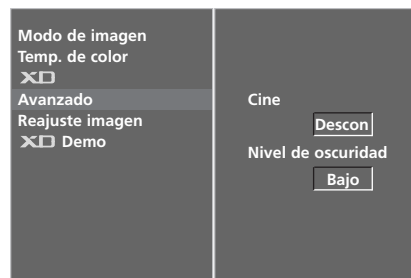 Modo de imagen
Temp. de color
XD
Avanzado
Reajuste imagen
XD Demo
Cine
Descon
Nivel de oscuridad
Bajo